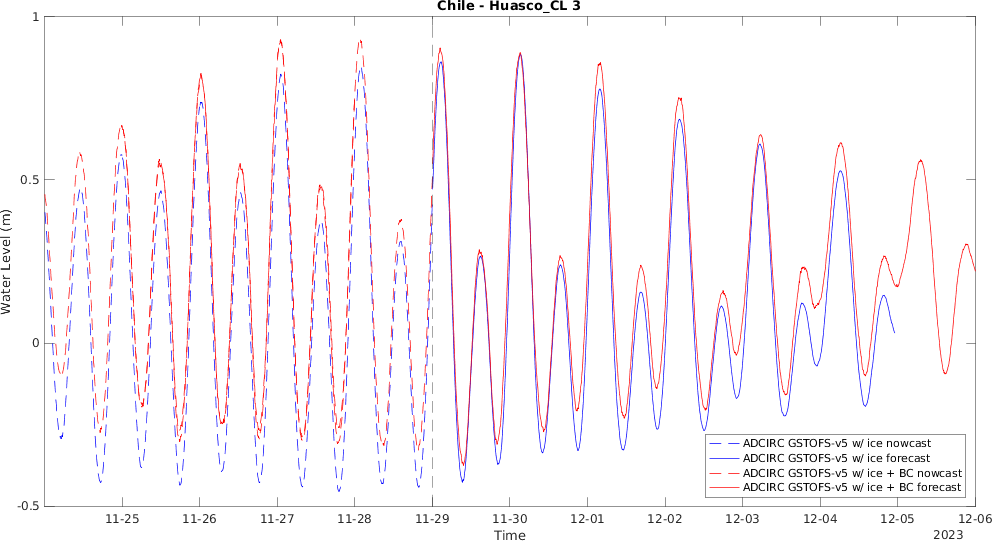 Chile - Huasco_CL 3
1
0.5
0
-0.5
Water Level (m)
11-25 11-26 11-27 11-28 11-29 11-30 12-01 12-02 12-03 12-04 12-05 12-06
Time
2023
ADCIRC GSTOFS-v5 w/ ice nowcast
ADCIRC GSTOFS-v5 w/ ice forecast
ADCIRC GSTOFS-v5 w/ ice + BC nowcast
ADCIRC GSTOFS-v5 w/ ice + BC forecast